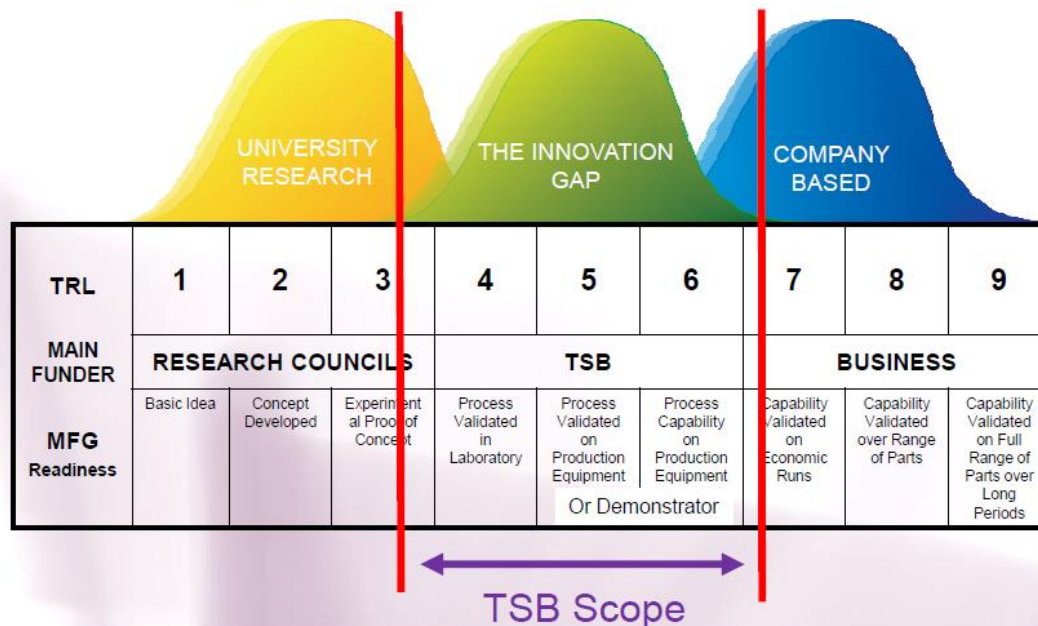 UNIVERSITY
RESEARCH
THE INNOVATION
GAP
COMPANY
BASED
TRL
1
2
3
4
5
6
7
8
9
MAIN
FUNDER
RESEARCH COUNCILS
TSB
BUSINESS
MFG
Readiness
Basic Idea
Concept
Developed
Experiment
al Proof of
Concept
Process
Validated
in
Laboratory
Process
Validated
on
Production
Equipment
Process
Capability
on
Production
Equipment
Or Demonstrator
Capability
Validated
on
Economic
Runs
Capability
Validated
over Range
of Parts
Capability
Validated
on Full
Range of
Parts over
Long
Periods
TSB Scope